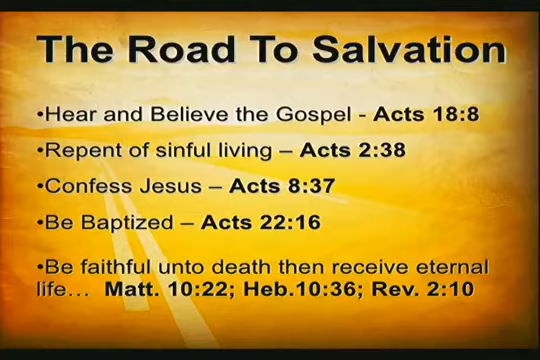 The Road To Salvation
•Hear and Believe the Gospel - Acts 18:8
•Repent of sinful living – Acts 2:38
•Confess Jesus – Acts 8:37
•Be Baptized – Acts 22:16
•Be faithful unto death then receive eternal
life… Matt. 10:22; Heb.10:36; Rev. 2:10